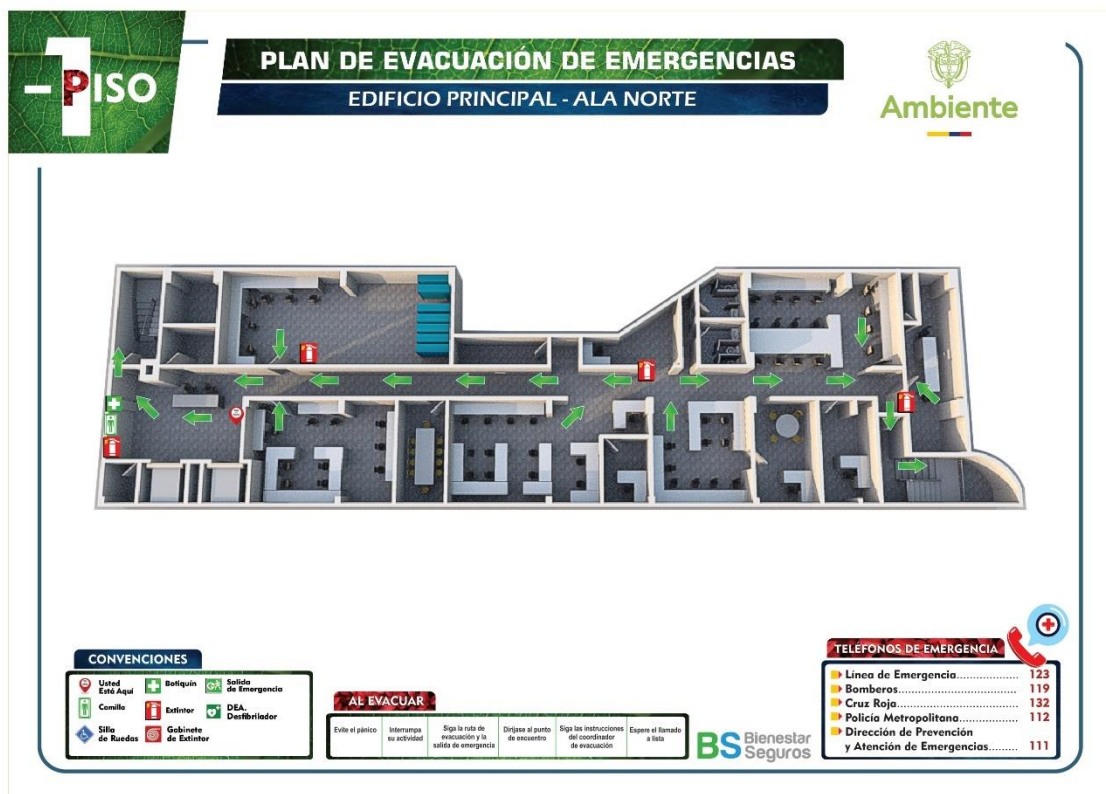 -1 PISO
PLAN DE EVACUACIÓN DE EMERGENCIAS
EDIFICIO PRINCIPAL - ALA NORTE
Ambiente
CONVENCIONES
Usted
Está Aquí
Botiquín
Salida
de Emergencia
Camilla
Extintor
DEA.
Desfibrilador
Silla
de Ruedas
Gabinete
de Extintor
AL EVACUAR
Evite el pánico
Interrumpa
su actividad
Siga la ruta de
evacuación y la
salida de emergencia
Diríjase al punto
de encuentro
Siga las instrucciones
del coordinador
de evacuación
Espere el llamado
a lista
BS Bienestar
Seguros
TELÉFONOS DE EMERGENCIA
Línea de Emergencia................ 123
Bomberos.................................. 119
Cruz Roja.................................. 132
Policía Metropolitana............... 112
Dirección de Prevención
y Atención de Emergencias........ 111